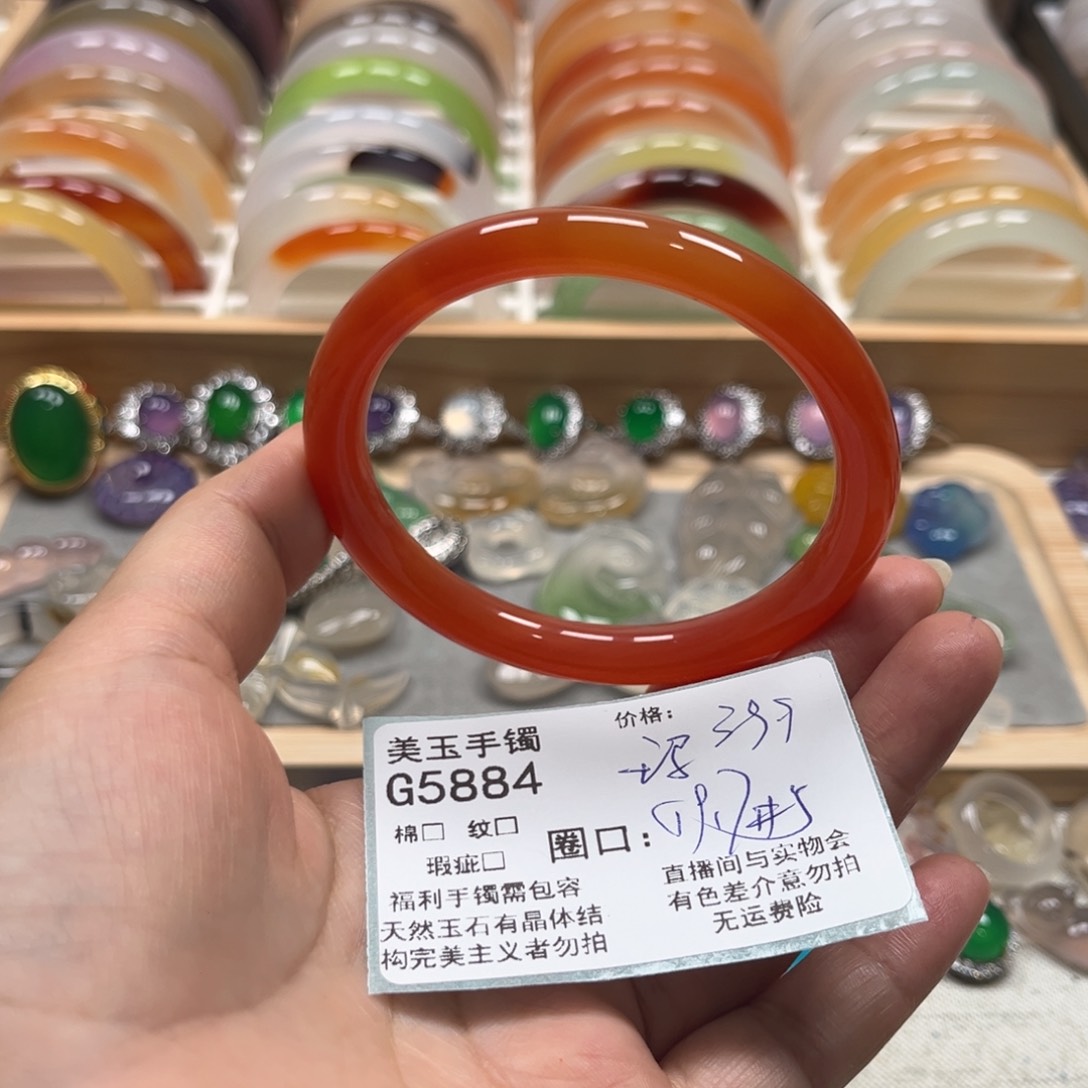 美玉手镯
G5884
价格:
棉□ 纹□
瑕疵□
圈口:
福利手镯需包容
天然玉石有晶体结
构完美主义者勿拍
直播间与实物会
有色差介意勿拍
无运费险